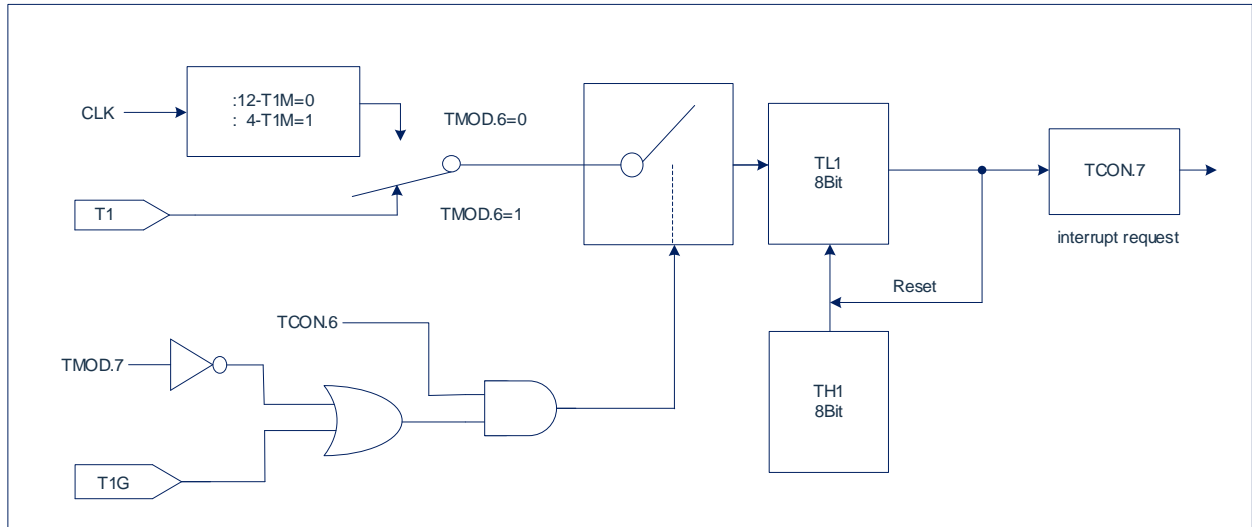 :12-T1M=0
: 4-T1M=1
CLK
TMOD.6=0
T1
TMOD.6=1
TL1
8Bit
TCON.7
interrupt request
Reset
TCON.6
TMOD.7
TH1
8Bit
T1G